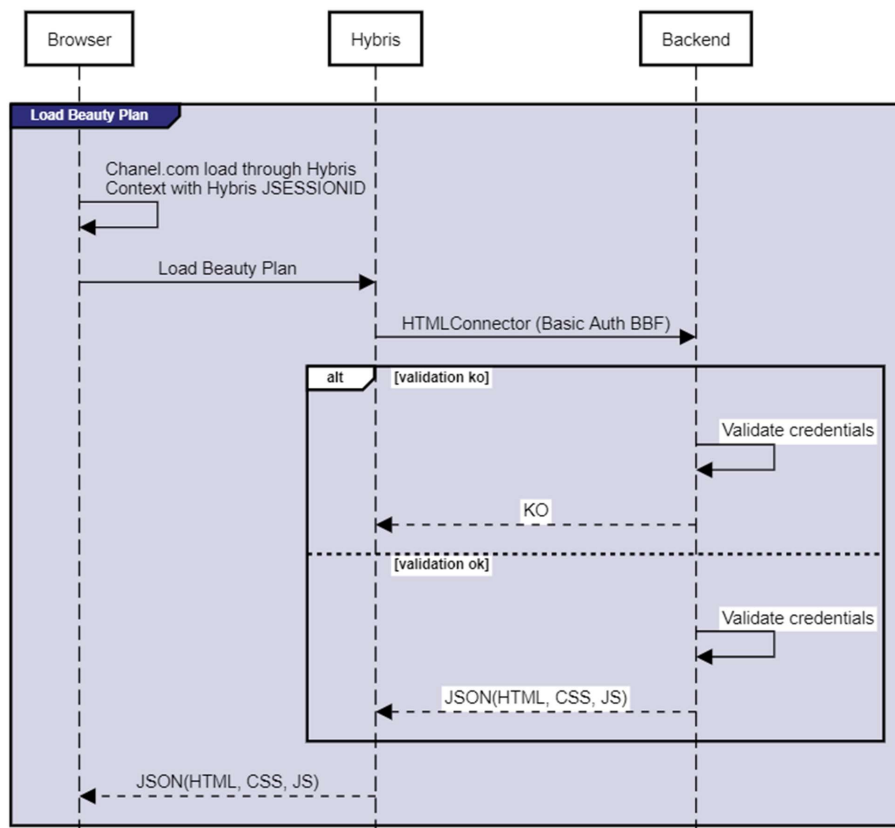 Browser
Hybris
Backend
Load Beauty Plan
Chanel.com load through Hybris
Context with Hybris JSESSIONID
Load Beauty Plan
HTMLConnector (Basic Auth BBF)
alt
[validation ko]
Validate credentials
KO
[validation ok]
Validate credentials
JSON(HTML, CSS, JS)
JSON(HTML, CSS, JS)